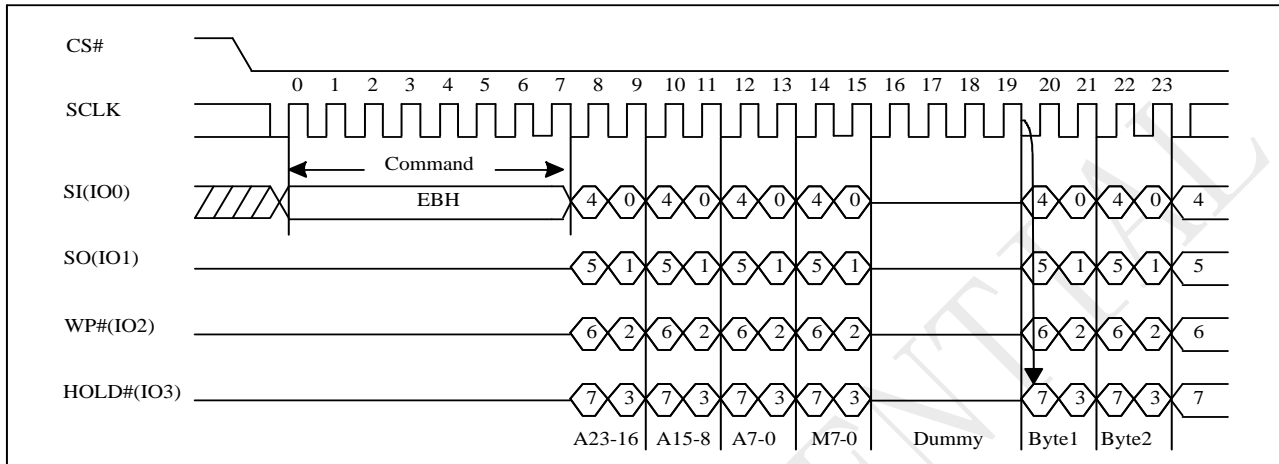 CS#
0 1 2 3 4 5 6 7 8 9 10 11 12 13 14 15 16 17 18 19 20 21 22 23
SCLK
Command
SI(IO0) EBH 4 0 4 0 4 0 4 0 4 0 4 0 4
SO(IO1) 5 1 5 1 5 1 5 1 5 1 5 1 5
WP#(IO2) 6 2 6 2 6 2 6 2 6 2 6 2 6
HOLD#(IO3) 7 3 7 3 7 3 7 3 7 3 7 3 7
A23-16 A15-8 A7-0 M7-0 Dummy Byte1 Byte2
ENTIAL